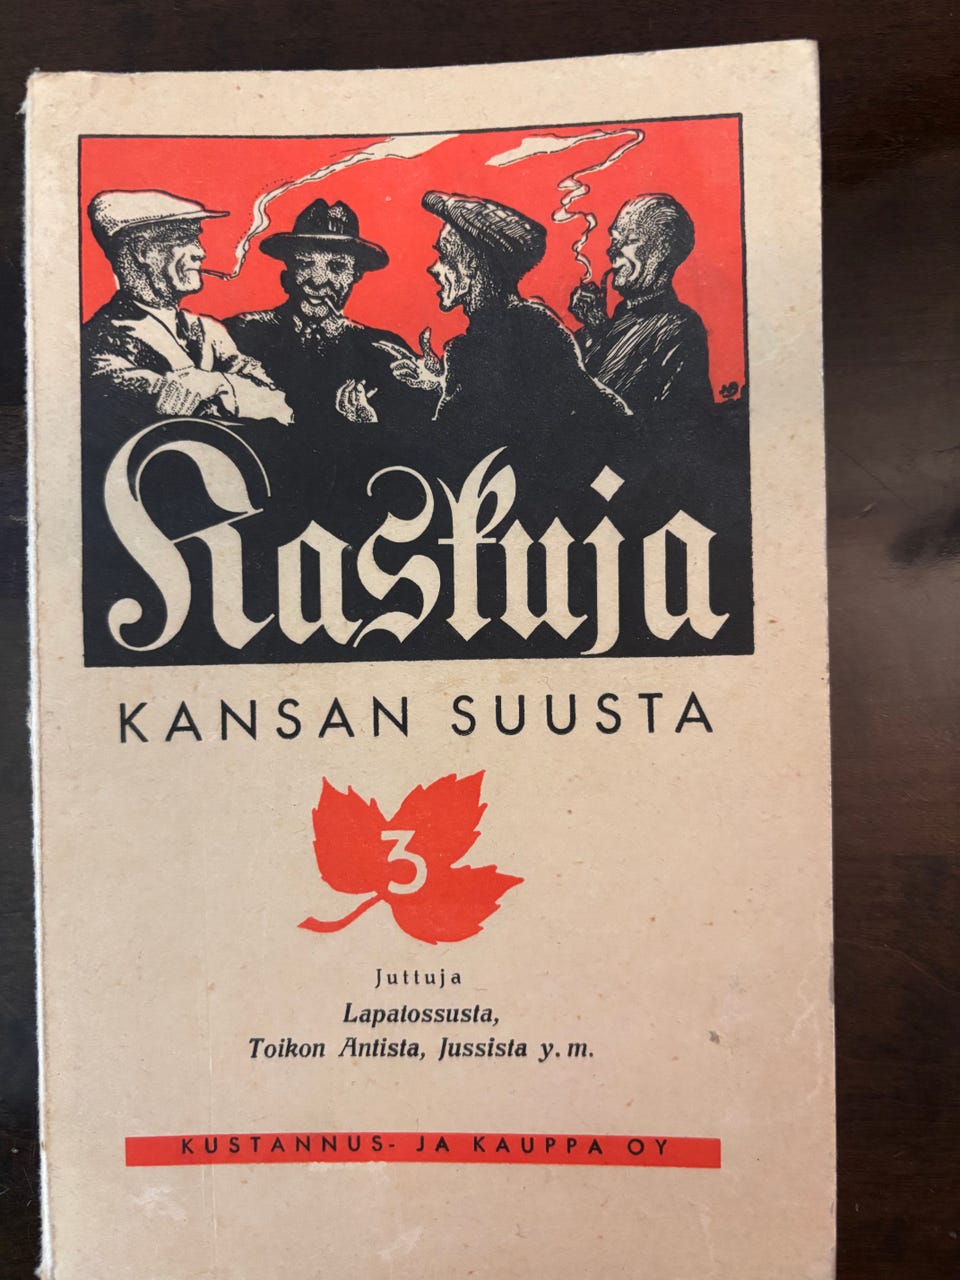 Kaskuja
KANSAN SUUSTA
3
Juttuja
Lapatossusta,
Toikon Antista, Jussista y. m.
KUSTANNUS- JA KAUPPA OY